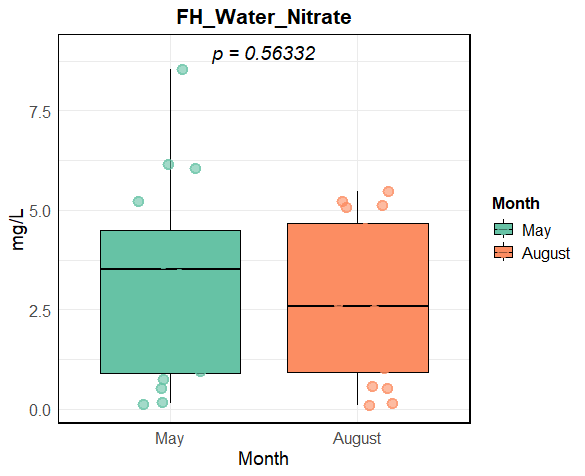 FH_Water_Nitrate
p = 0.56332
7.5
5.0
2.5
0.0
mg/L
May
August
Month
Month
May
August